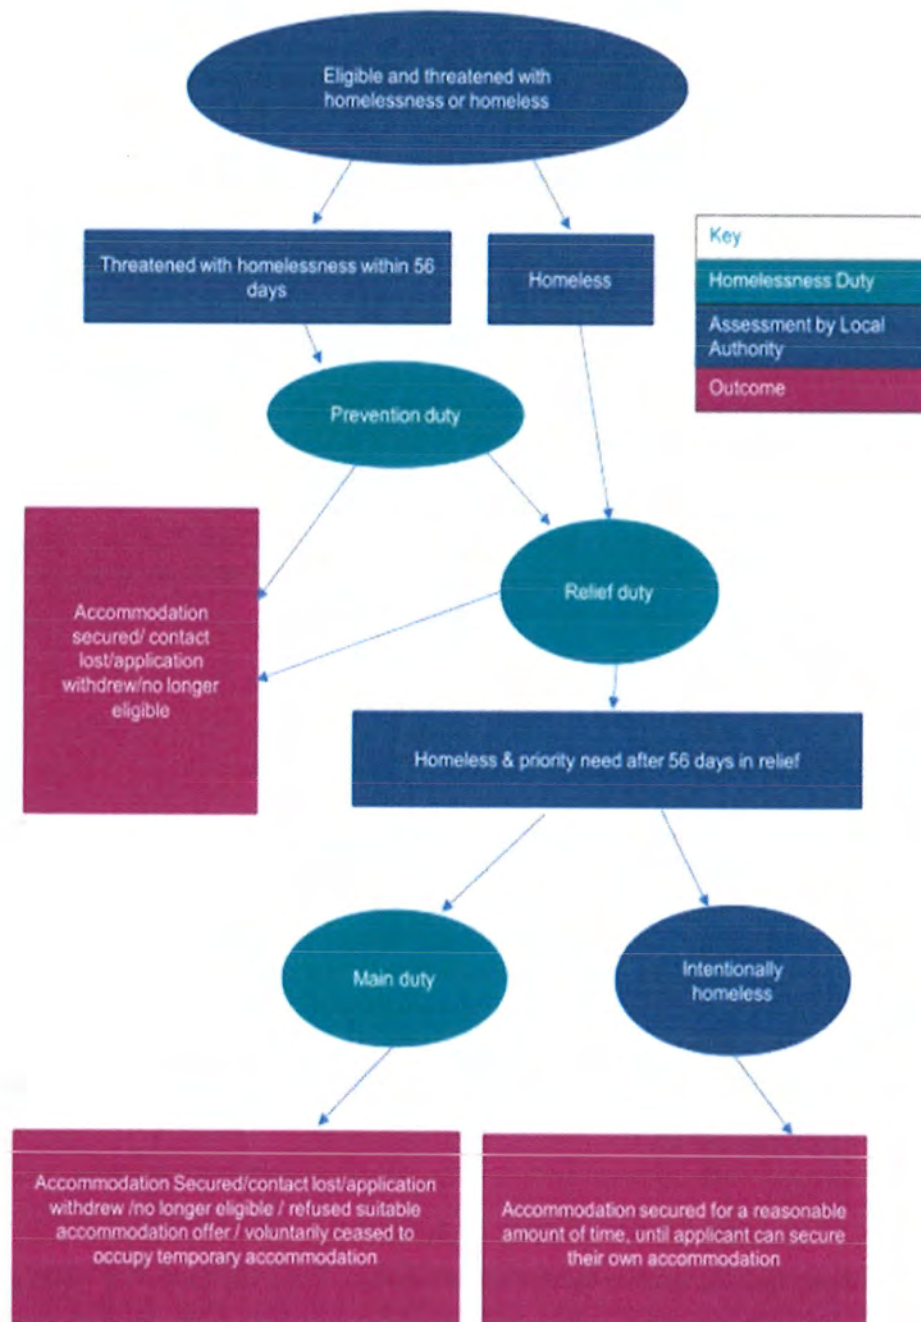 Eligible and threatened with
homelessness or homeless
Threatened with homelessness within 56
days
Homeless
Key
Homelessness Duty
Assessment by Local
Authority
Outcome
Prevention duty
Relief duty
Accommodation
secured/ contact
lost/application
withdrew/no longer
eligible
Homeless & priority need after 56 days in relief
Main duty
Intentionally
homeless
Accommodation Secured/contact lost/application
withdrew /no longer eligible / refused suitable
accommodation offer / voluntarily ceased to
occupy temporary accommodation
Accommodation secured for a reasonable
amount of time, until applicant can secure
their own accommodation